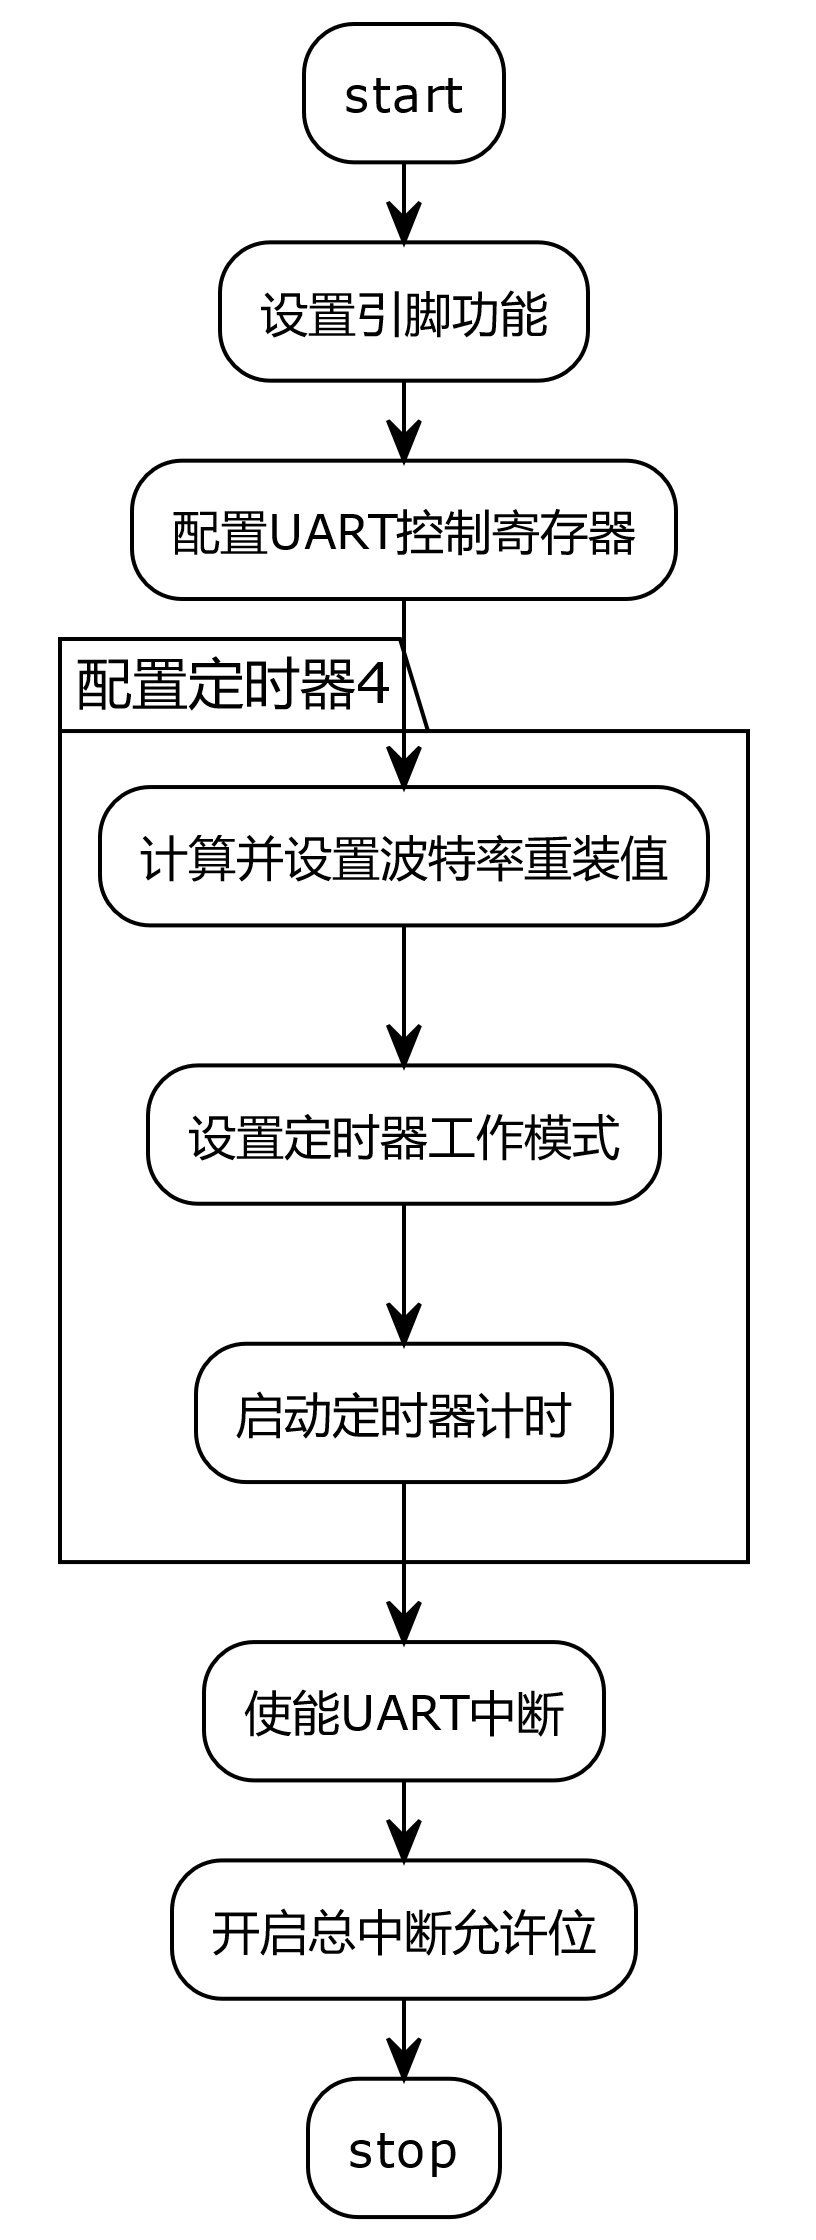 start
设置引脚功能
配置UART控制寄存器
配置定时器4
计算并设置波特率重装值
设置定时器工作模式
启动定时器计时
使能UART中断
开启总中断允许位
stop